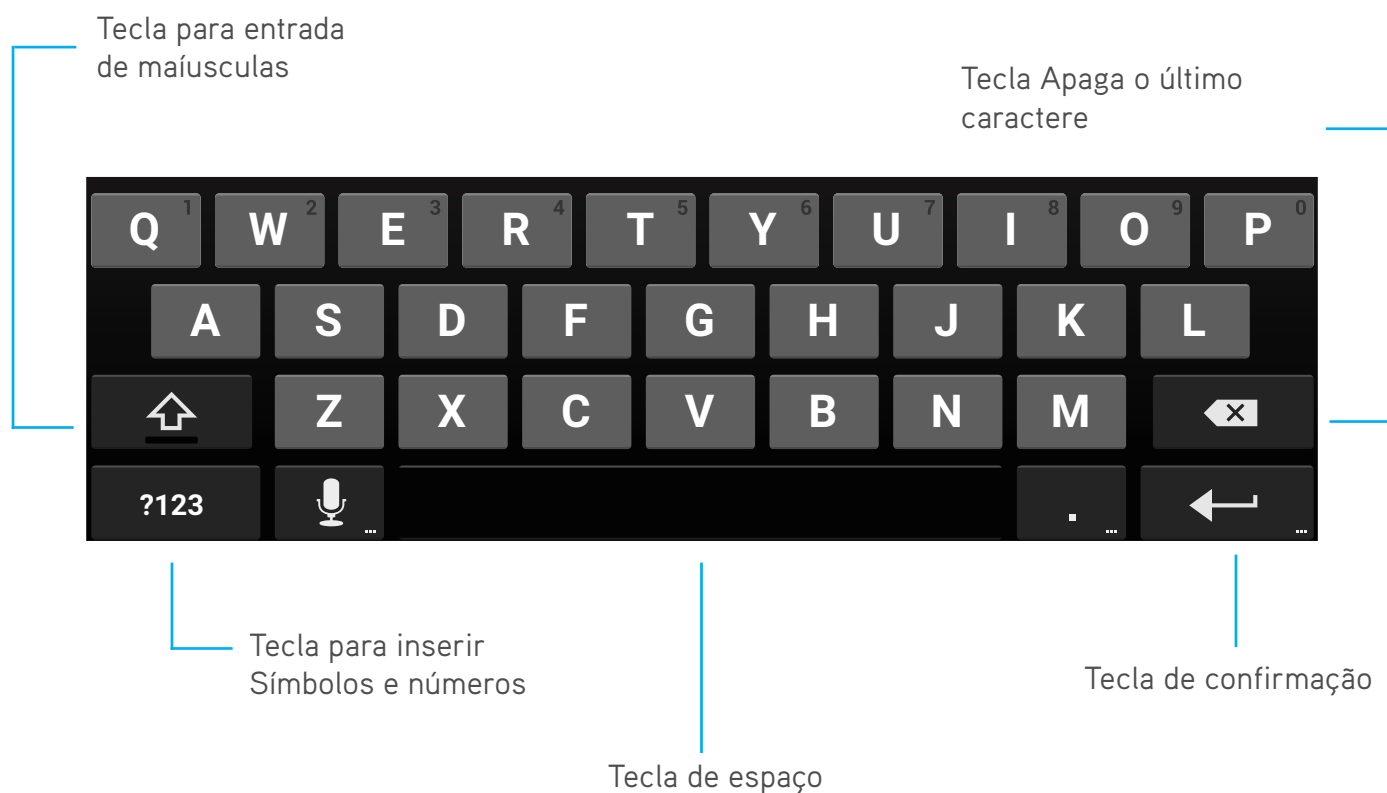 Tecla para entrada
de maíusculas
Tecla Apaga o último
caractere
Q 1 W 2 E 3 R 4 T 5 Y 6 U 7 I 8 O 9 P 0
A S D F G H J K L
Z X C V B N M
?123 .
Tecla para inserir
Símbolos e números
Tecla de confirmação
Tecla de espaço